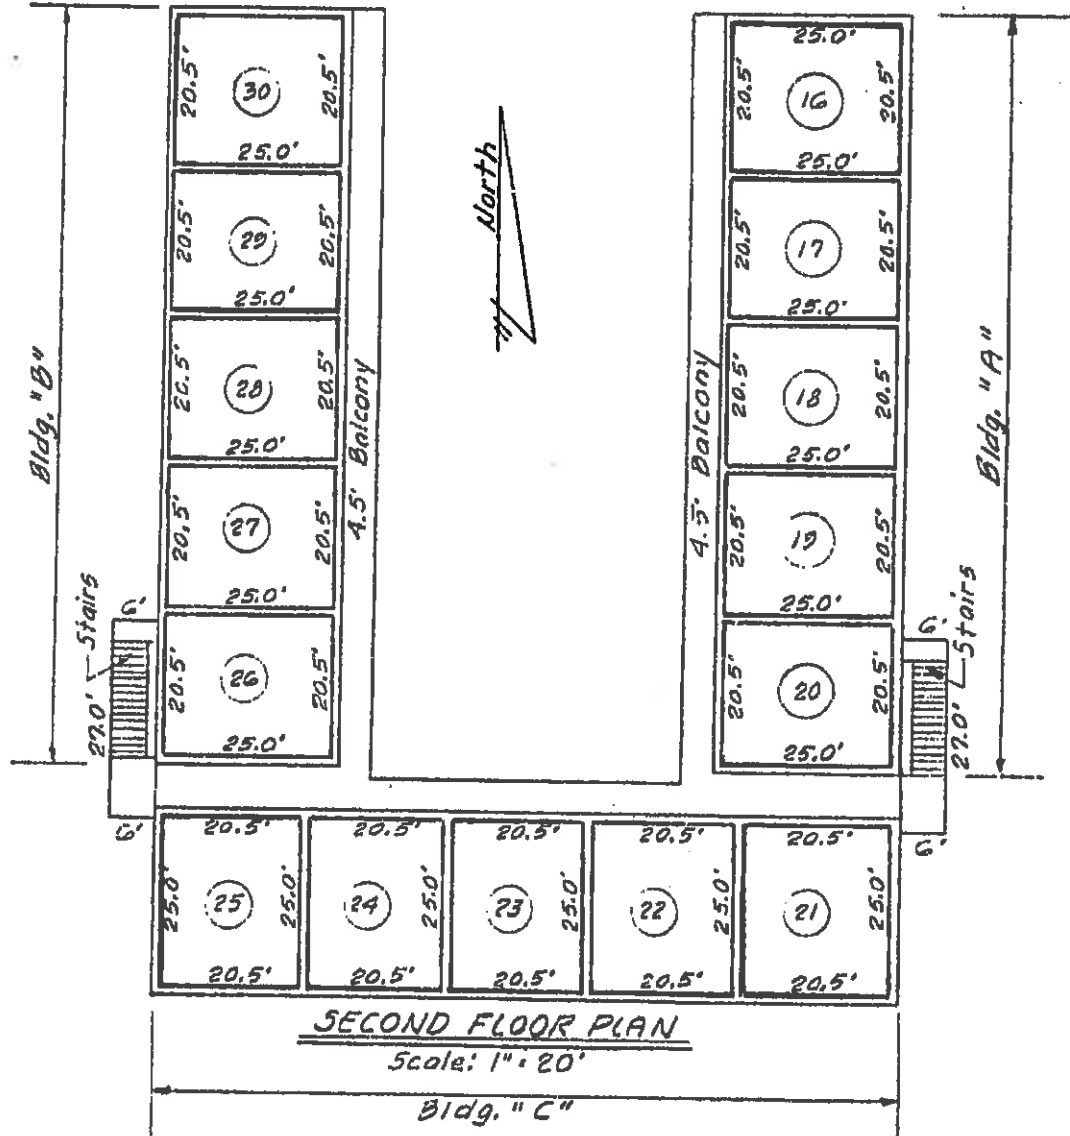 25.0'
20.5' 30 20.5'
25.0'
20.5' 16 20.5'
25.0'
North
20.5' 29 20.5'
25.0'
20.5' 17 20.5'
25.0'
Bldg. "B"
20.5' 28 20.5'
25.0'
4.5' Balcony
4.5' Balcony
20.5' 18 20.5'
25.0'
Bldg. "A"
20.5' 27 20.5'
25.0'
20.5' 19 20.5'
25.0'
Stairs
6'
27.0'
6'
20.5' 26 20.5'
25.0'
20.5' 20 20.5'
25.0'
6'
Stairs
27.0'
6'
20.5' 20.5' 20.5' 20.5' 20.5'
25.0' 25 25.0' 24 25.0' 23 25.0' 22 25.0' 21 25.0'
20.5' 20.5' 20.5' 20.5' 20.5'
SECOND FLOOR PLAN
Scale: 1" = 20'
Bldg. "C"